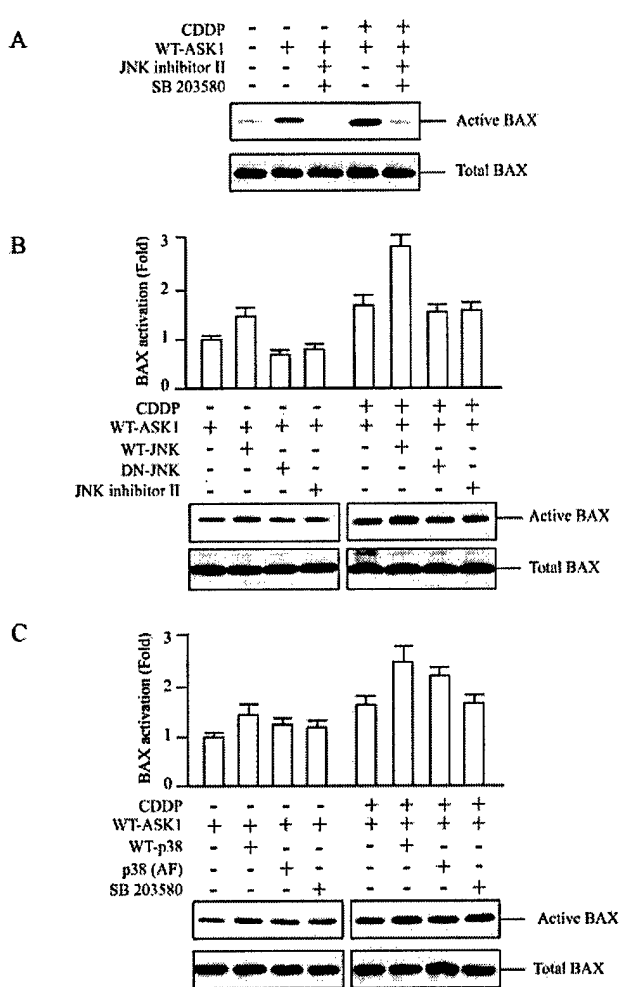 A
CDDP - - - + +
WT-ASK1 - + + + +
JNK inhibitor II - - + - +
SB 203580 - - + - +
Active BAX
Total BAX
B
BAX activation (Fold)
3
2
1
0
CDDP - - - - + + + +
WT-ASK1 + + + + + + + +
WT-JNK - + - - - + - -
DN-JNK - - + - - - + -
JNK inhibitor II - - - + - - - +
Active BAX
Total BAX
C
BAX activation (Fold)
3
2
1
0
CDDP - - - - + + + +
WT-ASK1 + + + + + + + +
WT-p38 - + - - - + - -
p38 (AF) - - + - - - + -
SB 203580 - - - + - - - +
Active BAX
Total BAX